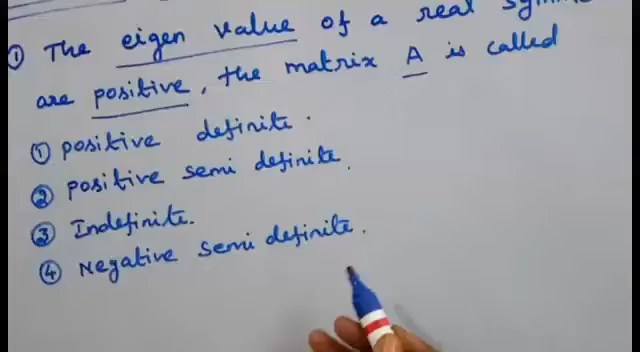 ① The eigen value of a real
are positive, the matrix A is called
① positive definite.
② positive semi definite.
③ Indefinite.
④ Negative semi definite.